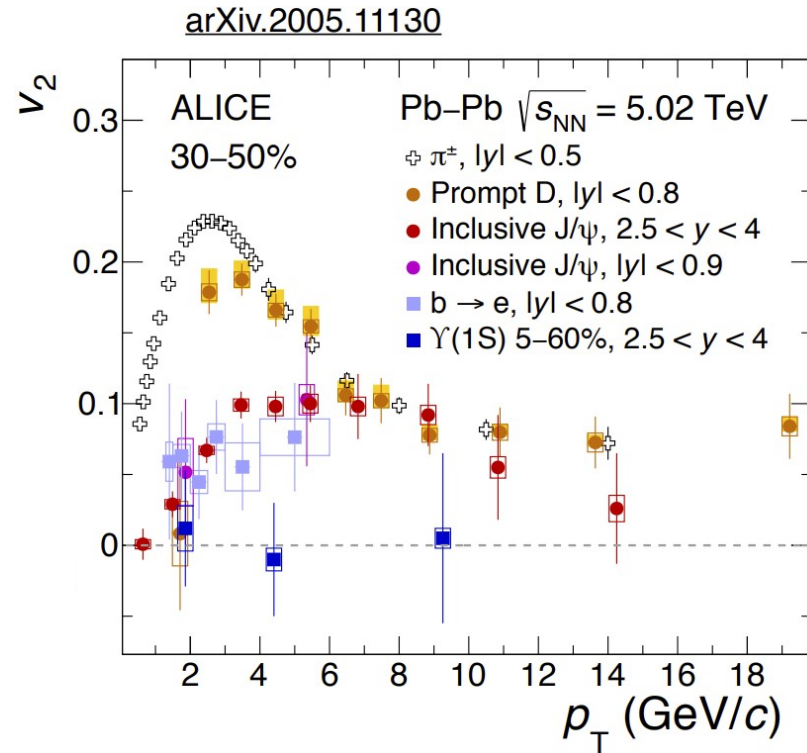 arXiv.2005.11130
ALICE
30–50%
Pb–Pb √s_NN = 5.02 TeV
π±, |y| < 0.5
Prompt D, |y| < 0.8
Inclusive J/ψ, 2.5 < y < 4
Inclusive J/ψ, |y| < 0.9
b → e, |y| < 0.8
ϒ(1S) 5–60%, 2.5 < y < 4
v₂
0.3
0.2
0.1
0
2 4 6 8 10 12 14 16 18
p_T (GeV/c)